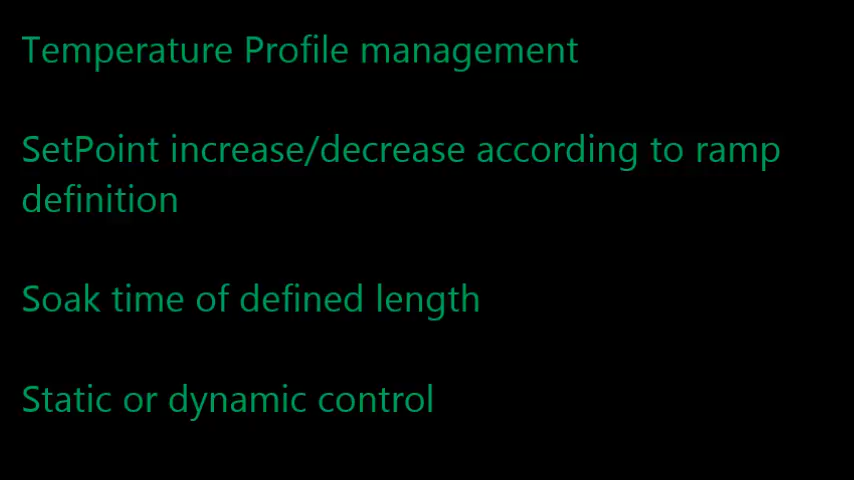 Temperature Profile management
SetPoint increase/decrease according to ramp
definition
Soak time of defined length
Static or dynamic control